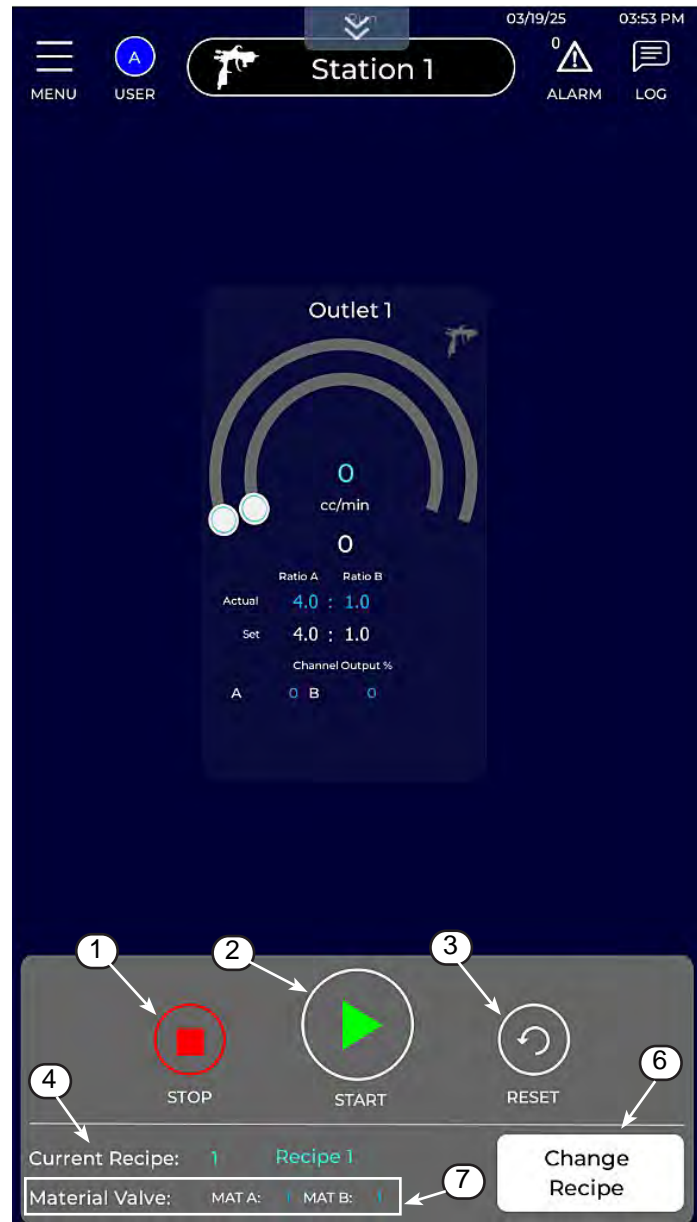 03/19/25 03:53 PM
MENU
A
USER
Station 1
0
ALARM
LOG
Outlet 1
0
cc/min
0
Ratio A Ratio B
Actual 4.0 : 1.0
Set 4.0 : 1.0
Channel Output %
A 0 B 0
1
2
3
STOP
START
RESET
4
6
Current Recipe: 1 Recipe 1
Change
Recipe
Material Valve: MAT A: 1 MAT B: 1
7